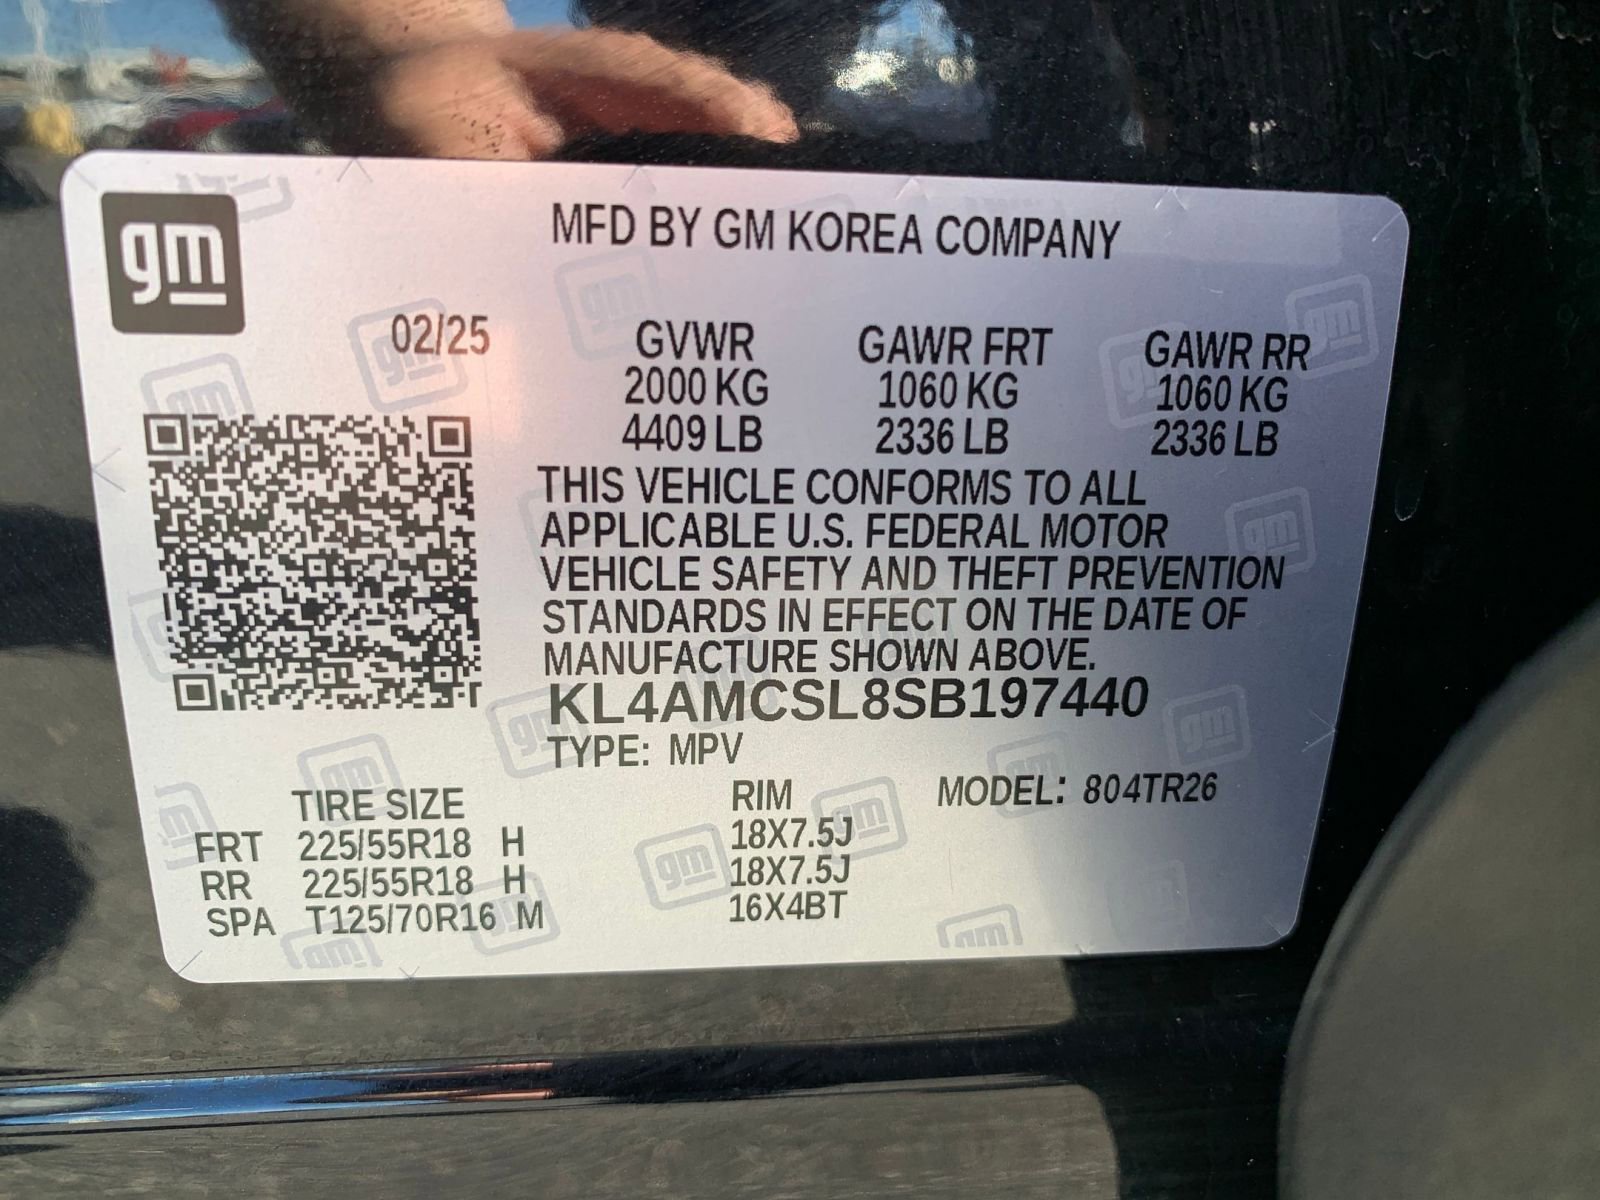 gm
MFD BY GM KOREA COMPANY
02/25
GVWR GAWR FRT GAWR RR
2000 KG 1060 KG 1060 KG
4409 LB 2336 LB 2336 LB
THIS VEHICLE CONFORMS TO ALL
APPLICABLE U.S. FEDERAL MOTOR
VEHICLE SAFETY AND THEFT PREVENTION
STANDARDS IN EFFECT ON THE DATE OF
MANUFACTURE SHOWN ABOVE.
KL4AMCSL8SB197440
TYPE: MPV
TIRE SIZE RIM MODEL: 804TR26
FRT 225/55R18 H 18X7.5J
RR 225/55R18 H 18X7.5J
SPA T125/70R16 M 16X4BT